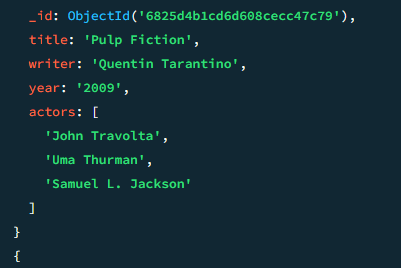 _id: ObjectId('6825d4b1cd6d608cecc47c79'),
title: 'Pulp Fiction',
writer: 'Quentin Tarantino',
year: '2009',
actors: [
'John Travolta',
'Uma Thurman',
'Samuel L. Jackson'
]
}
{